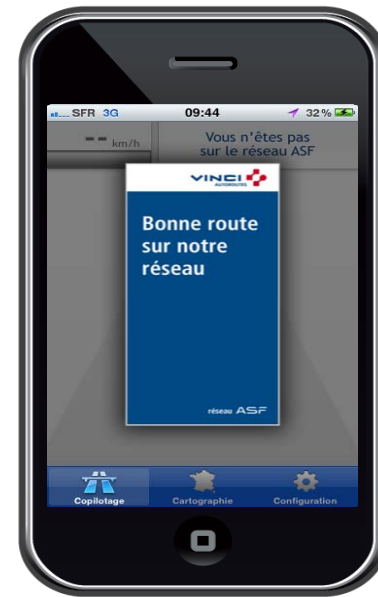 SFR 3G 09:44 32 %
-- km/h
Vous n'êtes pas
sur le réseau ASF
VINCI
AUTOROUTES
Bonne route
sur notre
réseau
réseau ASF
Copilotage Cartographie Configuration